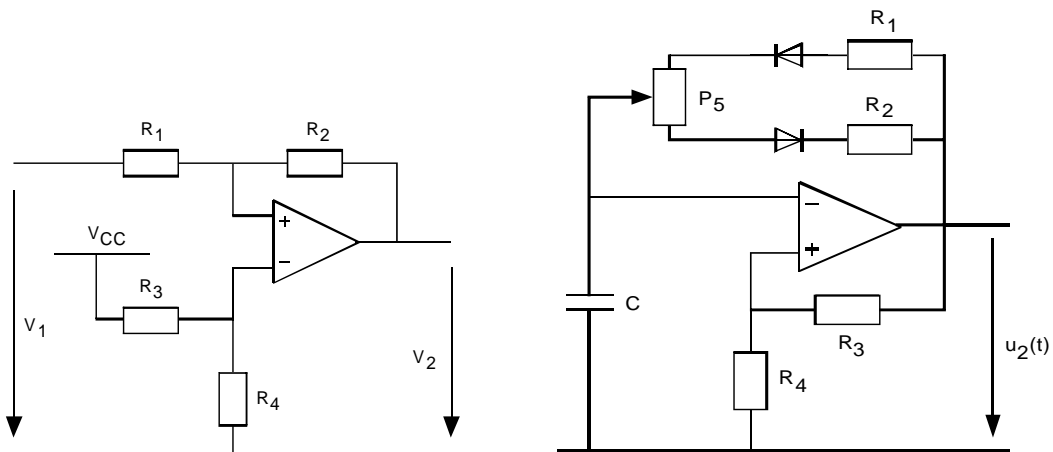 R1
R2
+
−
VCC
R3
V1
V2
R4
R1
P5
R2
−
+
C
R3
R4
u2(t)